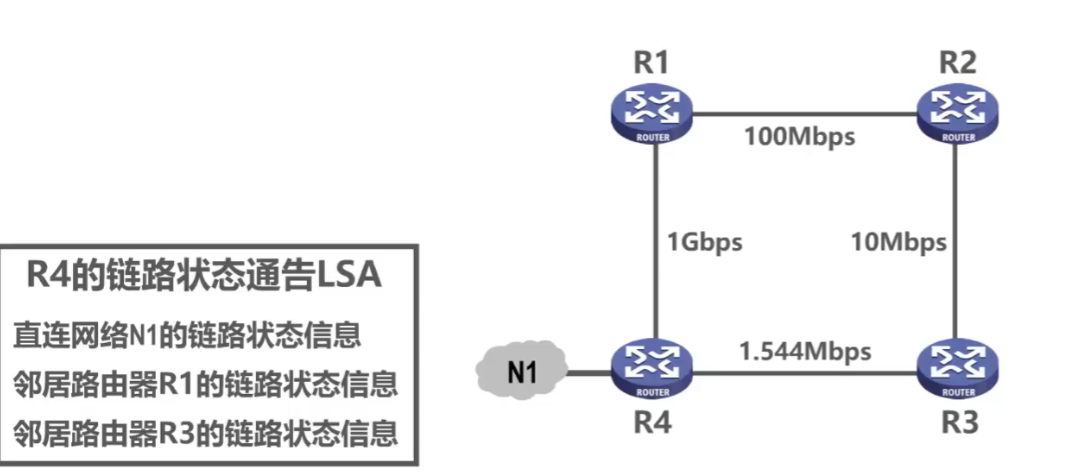 R1
R2
ROUTER
ROUTER
100Mbps
1Gbps
10Mbps
R4的链路状态通告LSA
直连网络N1的链路状态信息
邻居路由器R1的链路状态信息
邻居路由器R3的链路状态信息
N1
1.544Mbps
ROUTER
ROUTER
R4
R3